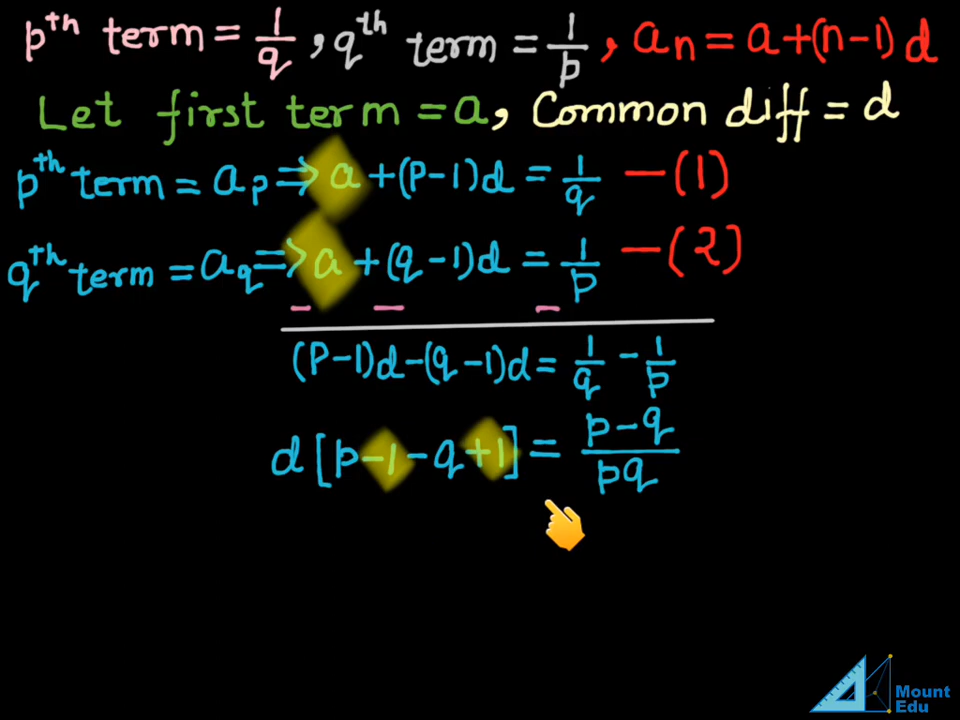 pᵗʰ term = 1/q, qᵗʰ term = 1/p, aₙ = a+(n-1)d
Let first term = a, Common diff = d
pᵗʰ term = aₚ ⇒ a+(P-1)d = 1/q -(1)
qᵗʰ term = a_q ⇒ a+(q-1)d = 1/p -(2)
- - -
(P-1)d-(q-1)d = 1/q - 1/p
d[p-1-q+1] = p-q/pq
Mount
Edu